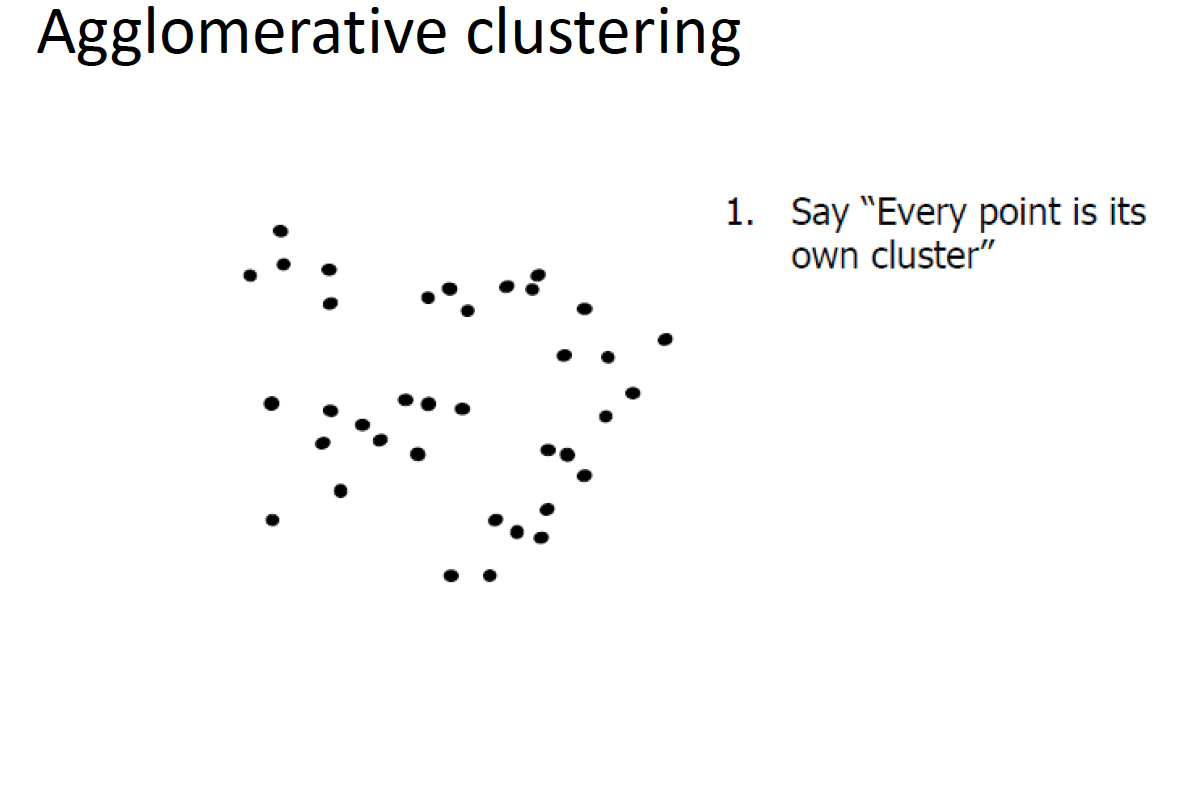 Agglomerative clustering
1. Say “Every point is its
own cluster”